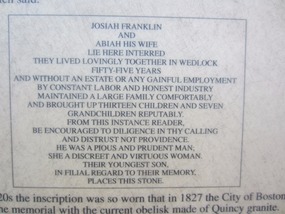 said.
JOSIAH FRANKLIN
AND
ABIAH HIS WIFE
LIE HERE INTERRED
THEY LIVED LOVINGLY TOGETHER IN WEDLOCK
FIFTY-FIVE YEARS
AND WITHOUT AN ESTATE OR ANY GAINFUL EMPLOYMENT
BY CONSTANT LABOR AND HONEST INDUSTRY
MAINTAINED A LARGE FAMILY COMFORTABLY
AND BROUGHT UP THIRTEEN CHILDREN AND SEVEN
GRANDCHILDREN REPUTABLY.
FROM THIS INSTANCE READER,
BE ENCOURAGED TO DILIGENCE IN THY CALLING
AND DISTRUST NOT PROVIDENCE.
HE WAS A PIOUS AND PRUDENT MAN,
SHE A DISCREET AND VIRTUOUS WOMAN
THEIR YOUNGEST SON,
IN FILIAL REGARD TO THEIR MEMORY,
PLACES THIS STONE.
20s the inscription was so worn that in 1827 the City of Boston
memorial with the current obelisk made of Quincy granite.